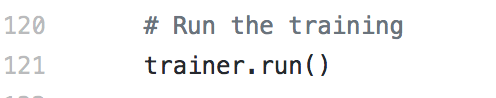 120 # Run the training
121 trainer.run()